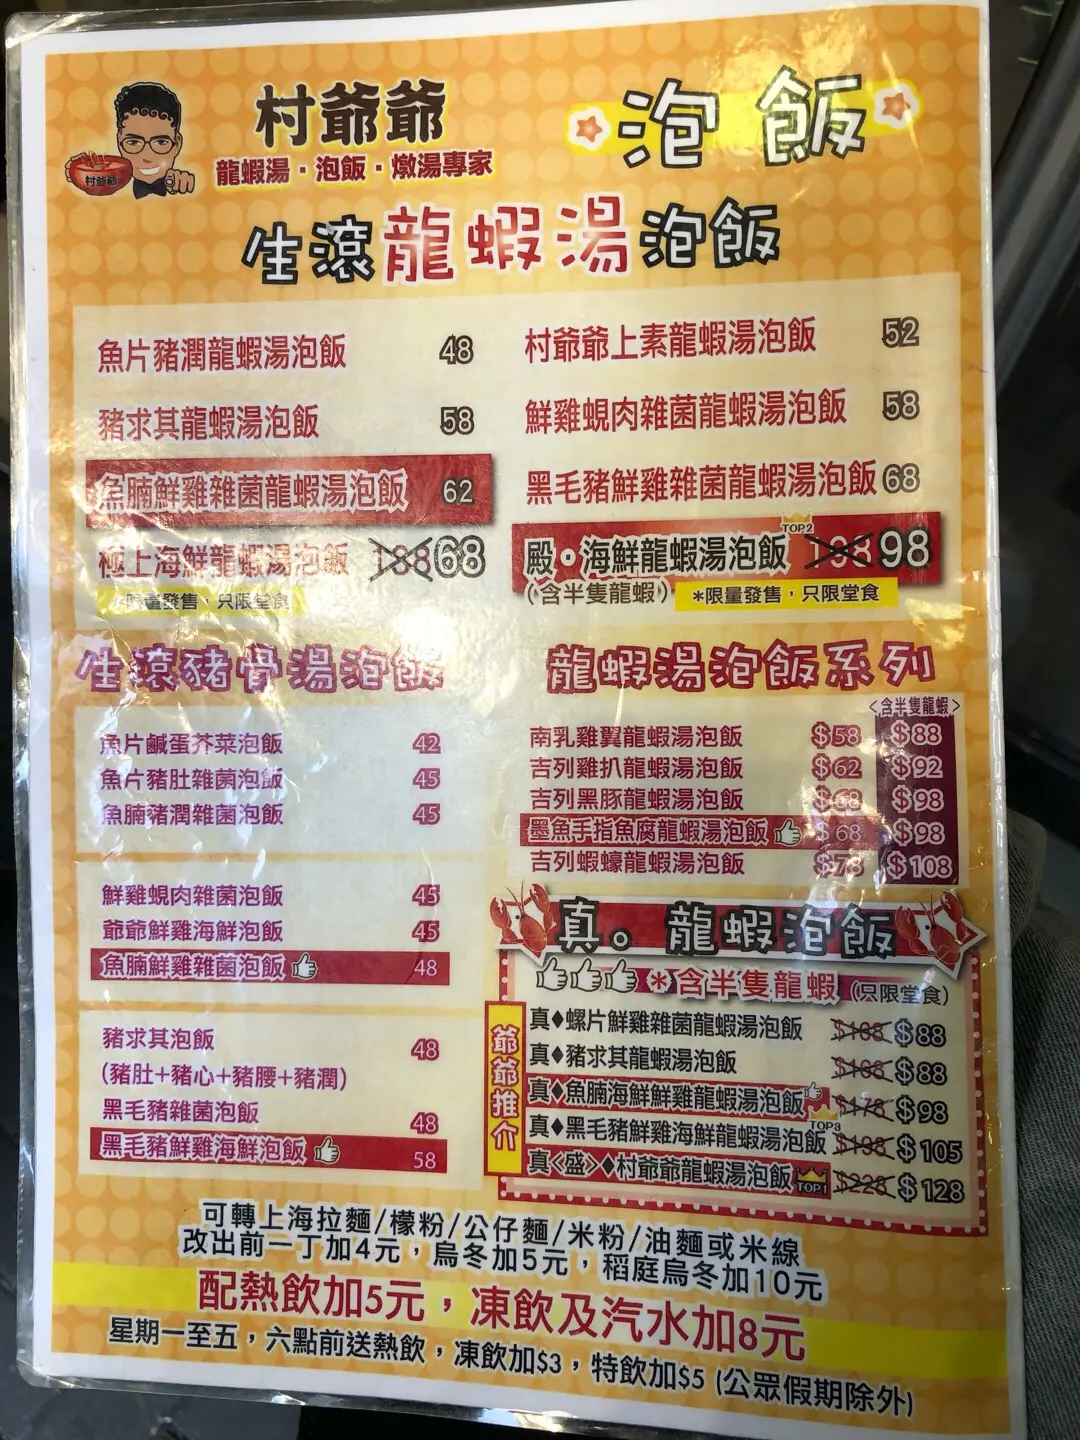 村爺爺
龍蝦湯・泡飯・燉湯專家
泡飯
村爺爺
生滾龍蝦湯泡飯
魚片豬潤龍蝦湯泡飯 48
豬求其龍蝦湯泡飯 58
魚腩鮮雞雜菌龍蝦湯泡飯 62
極上海鮮龍蝦湯泡飯 188 68
*限量發售，只限堂食
村爺爺上素龍蝦湯泡飯 52
鮮雞蜆肉雜菌龍蝦湯泡飯 58
黑毛豬鮮雞雜菌龍蝦湯泡飯 68
TOP2
殿・海鮮龍蝦湯泡飯 198 98
(含半隻龍蝦) *限量發售，只限堂食
生滾豬骨湯泡飯
魚片鹹蛋芥菜泡飯 42
魚片豬肚雜菌泡飯 45
魚腩豬潤雜菌泡飯 45
鮮雞蜆肉雜菌泡飯 45
爺爺鮮雞海鮮泡飯 45
魚腩鮮雞雜菌泡飯 48
豬求其泡飯 48
(豬肚+豬心+豬腰+豬潤)
黑毛豬雜菌泡飯 48
黑毛豬鮮雞海鮮泡飯 58
龍蝦湯泡飯系列
<含半隻龍蝦>
南乳雞翼龍蝦湯泡飯 $58 $88
吉列雞扒龍蝦湯泡飯 $62 $92
吉列黑豚龍蝦湯泡飯 $68 $98
墨魚手指魚腐龍蝦湯泡飯 $68 $98
吉列蝦蠔龍蝦湯泡飯 $78 $108
真。龍蝦泡飯
*含半隻龍蝦 (只限堂食)
爺爺推介
真◆螺片鮮雞雜菌龍蝦湯泡飯 $168 $88
真◆豬求其龍蝦湯泡飯 $168 $88
真◆魚腩海鮮鮮雞龍蝦湯泡飯 $178 $98
TOP3
真◆黑毛豬鮮雞海鮮龍蝦湯泡飯 $198 $105
真<盛>◆村爺爺龍蝦湯泡飯 TOP1 $228 $128
可轉上海拉麵/檬粉/公仔麵/米粉/油麵或米線
改出前一丁加4元，烏冬加5元，稻庭烏冬加10元
配熱飲加5元，凍飲及汽水加8元
星期一至五，六點前送熱飲，凍飲加$3，特飲加$5 (公眾假期除外)